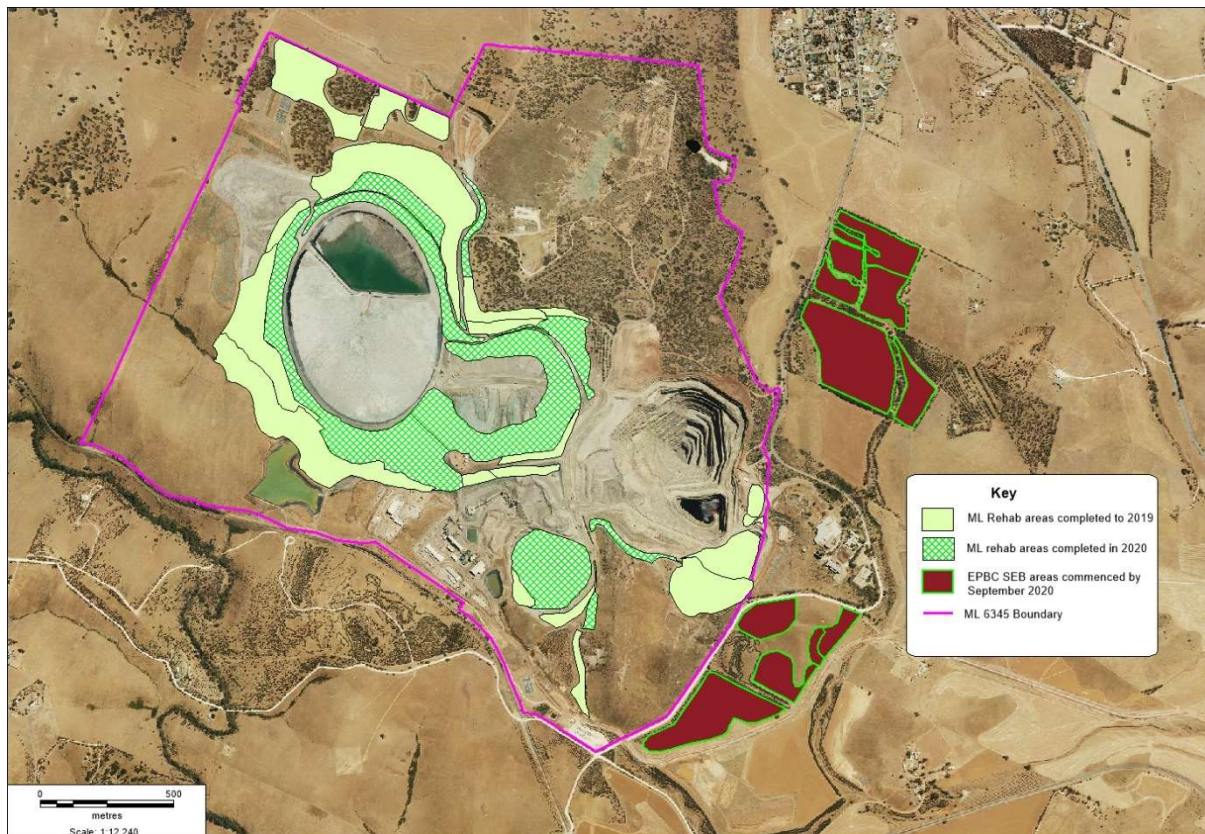 Key
ML Rehab areas completed to 2019
ML rehab areas completed in 2020
EPBC SEB areas commenced by
September 2020
ML 6345 Boundary
0 500
metres
Scale: 1:12,240